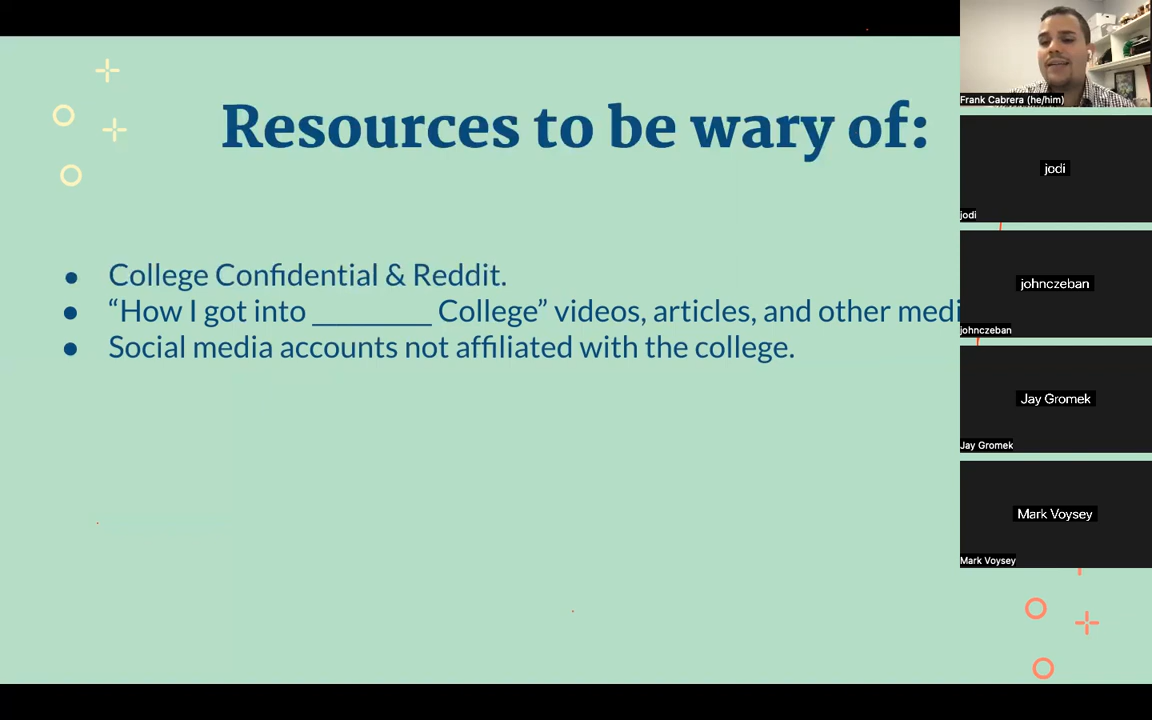 Resources to be wary of:
● College Confidential & Reddit.
● “How I got into ________ College” videos, articles, and other medi
● Social media accounts not affiliated with the college.
Frank Cabrera (he/him)
jodi
jodi
johnczeban
johnczeban
Jay Gromek
Jay Gromek
Mark Voysey
Mark Voysey